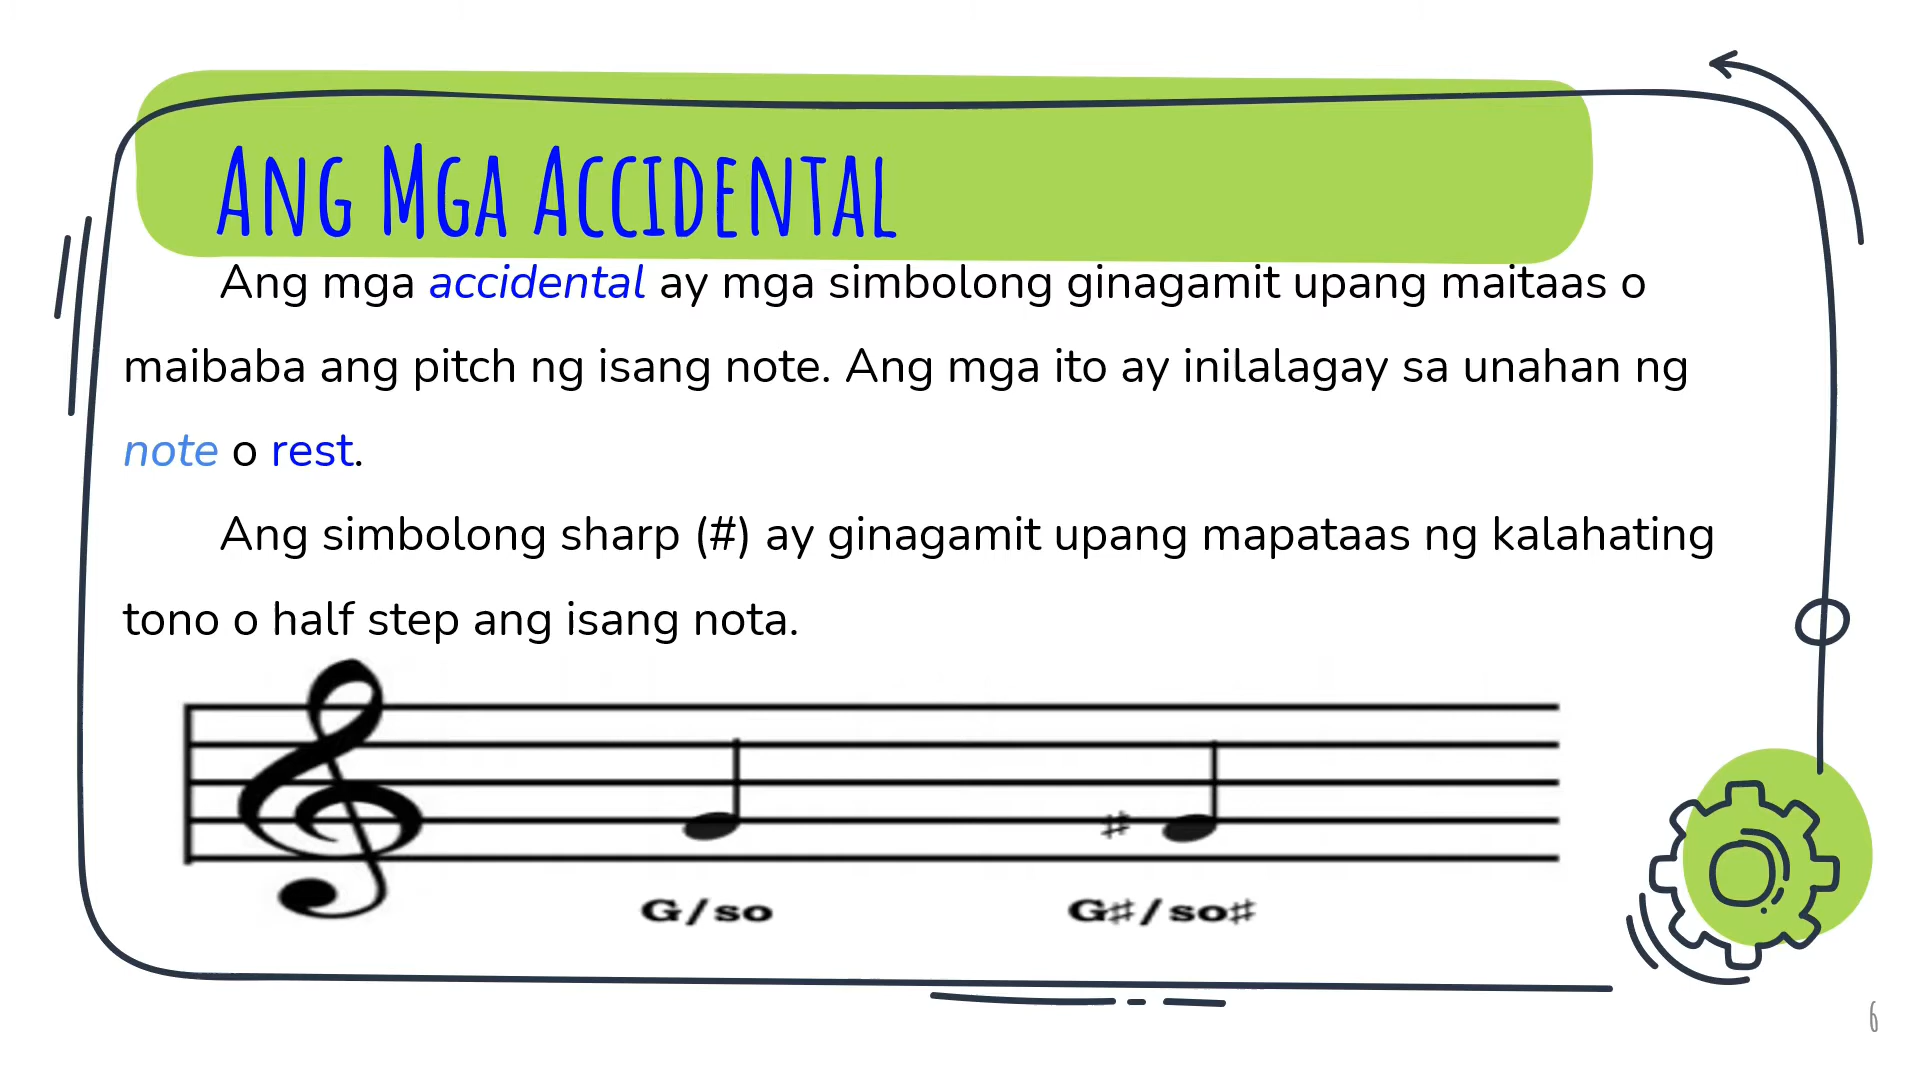 Ang Mga Accidental
Ang mga accidental ay mga simbolong ginagamit upang maitaas o
maibaba ang pitch ng isang note. Ang mga ito ay inilalagay sa unahan ng
note o rest.
Ang simbolong sharp (#) ay ginagamit upang mapataas ng kalahating
tono o half step ang isang nota.
♯
G/so
G♯/so♯
6